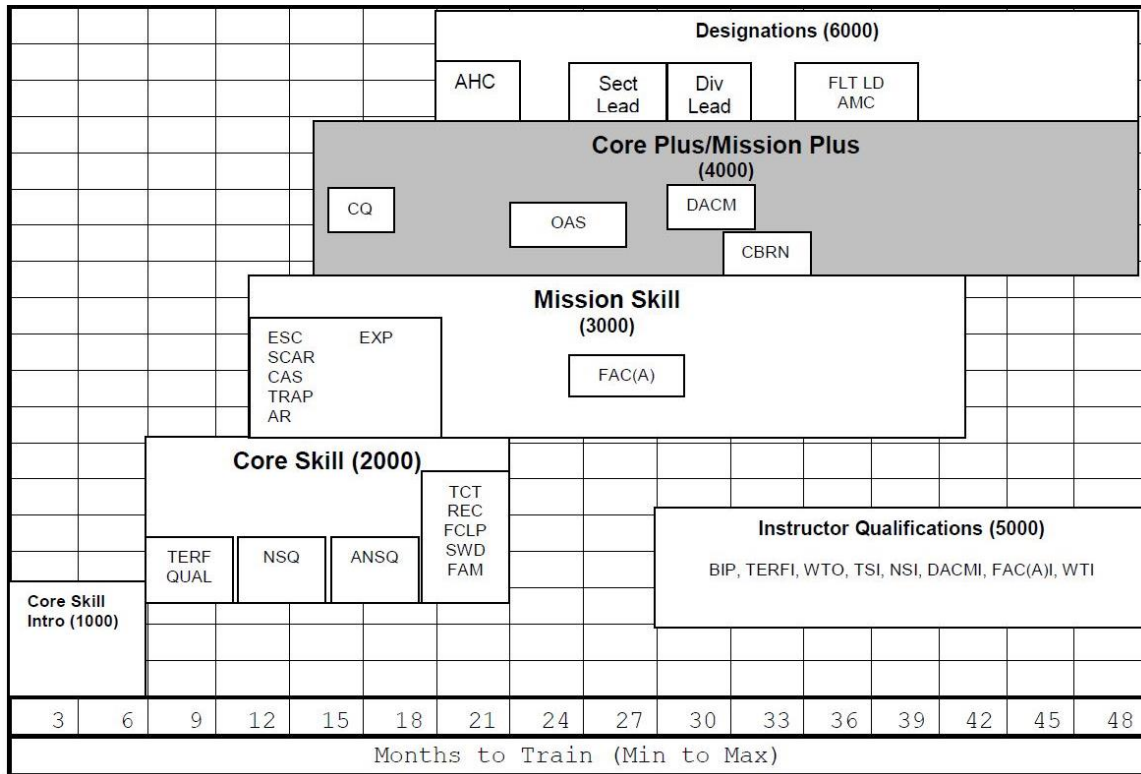 Designations (6000)
AHC
Sect
Lead
Div
Lead
FLT LD
AMC
Core Plus/Mission Plus
(4000)
CQ
OAS
DACM
CBRN
Mission Skill
(3000)
ESC EXP
SCAR
CAS
TRAP
AR
FAC(A)
Core Skill (2000)
TERF
QUAL
NSQ
ANSQ
TCT
REC
FCLP
SWD
FAM
Instructor Qualifications (5000)
BIP, TERFI, WTO, TSI, NSI, DACMI, FAC(A)I, WTI
Core Skill
Intro (1000)
3 6 9 12 15 18 21 24 27 30 33 36 39 42 45 48
Months to Train (Min to Max)